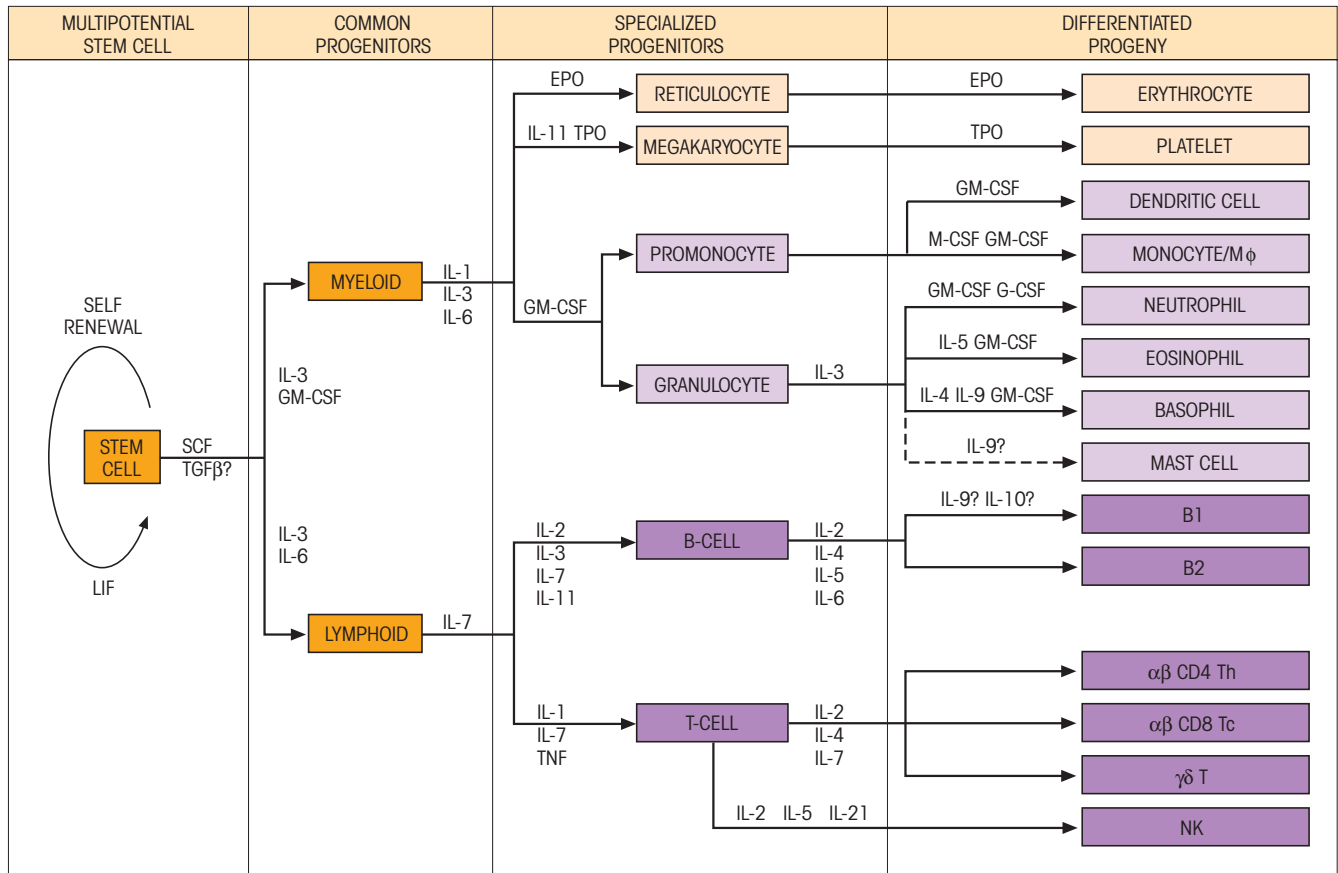 MULTIPOTENTIAL
STEM CELL
COMMON
PROGENITORS
SPECIALIZED
PROGENITORS
DIFFERENTIATED
PROGENY
SELF
RENEWAL
STEM
CELL
LIF
SCF
TGFβ?
IL-3
GM-CSF
IL-3
IL-6
MYELOID
IL-1
IL-3
IL-6
LYMPHOID
IL-7
EPO
RETICULOCYTE
EPO
ERYTHROCYTE
IL-11 TPO
MEGAKARYOCYTE
TPO
PLATELET
GM-CSF
PROMONOCYTE
GM-CSF
DENDRITIC CELL
M-CSF GM-CSF
MONOCYTE/Mϕ
GRANULOCYTE
IL-3
GM-CSF G-CSF
NEUTROPHIL
IL-5 GM-CSF
EOSINOPHIL
IL-4 IL-9 GM-CSF
BASOPHIL
IL-9?
MAST CELL
IL-2
IL-3
IL-7
IL-11
B-CELL
IL-2
IL-4
IL-5
IL-6
IL-9? IL-10?
B1
B2
IL-1
IL-7
TNF
T-CELL
IL-2
IL-4
IL-7
αβ CD4 Th
αβ CD8 Tc
γδ T
IL-2 IL-5 IL-21
NK